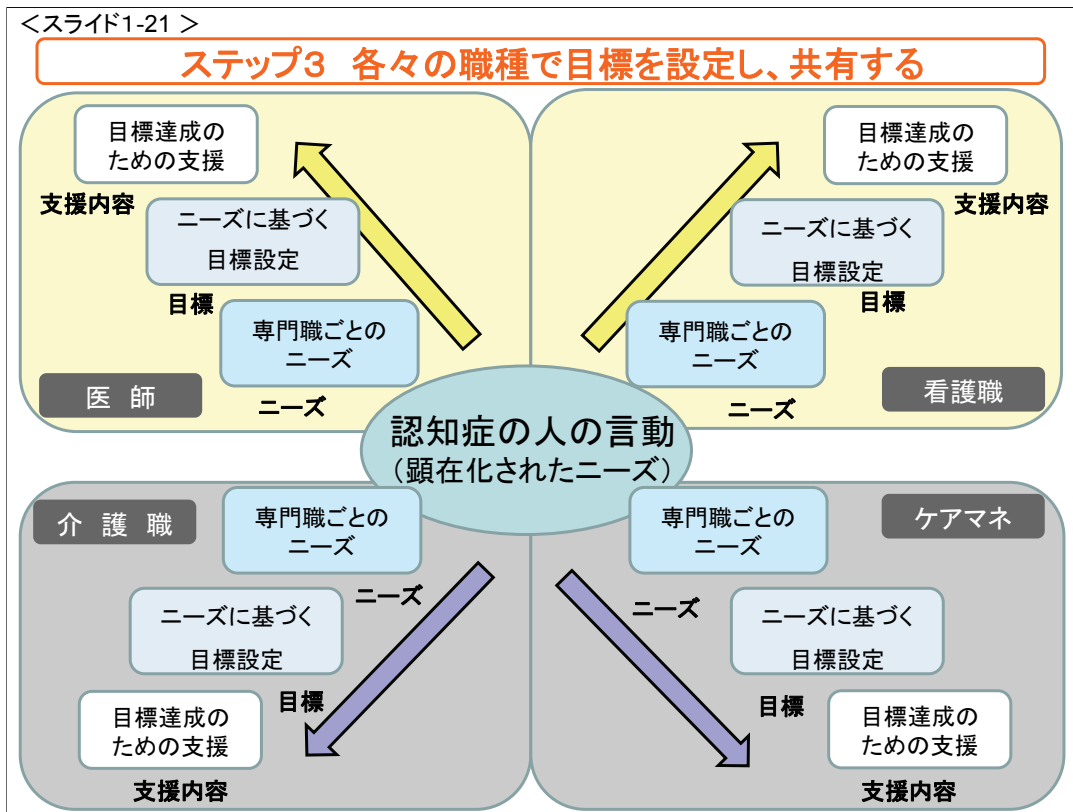 ＜スライド1-21 ＞
ステップ３　各々の職種で目標を設定し、共有する
目標達成の
ための支援
支援内容
ニーズに基づく
目標設定
目標
専門職ごとの
ニーズ
ニーズ
医 師
目標達成の
ための支援
支援内容
ニーズに基づく
目標設定
目標
専門職ごとの
ニーズ
ニーズ
看護職
認知症の人の言動
（顕在化されたニーズ）
介 護 職
専門職ごとの
ニーズ
ニーズ
ニーズに基づく
目標設定
目標
目標達成の
ための支援
支援内容
ケアマネ
専門職ごとの
ニーズ
ニーズ
ニーズに基づく
目標設定
目標
目標達成の
ための支援
支援内容